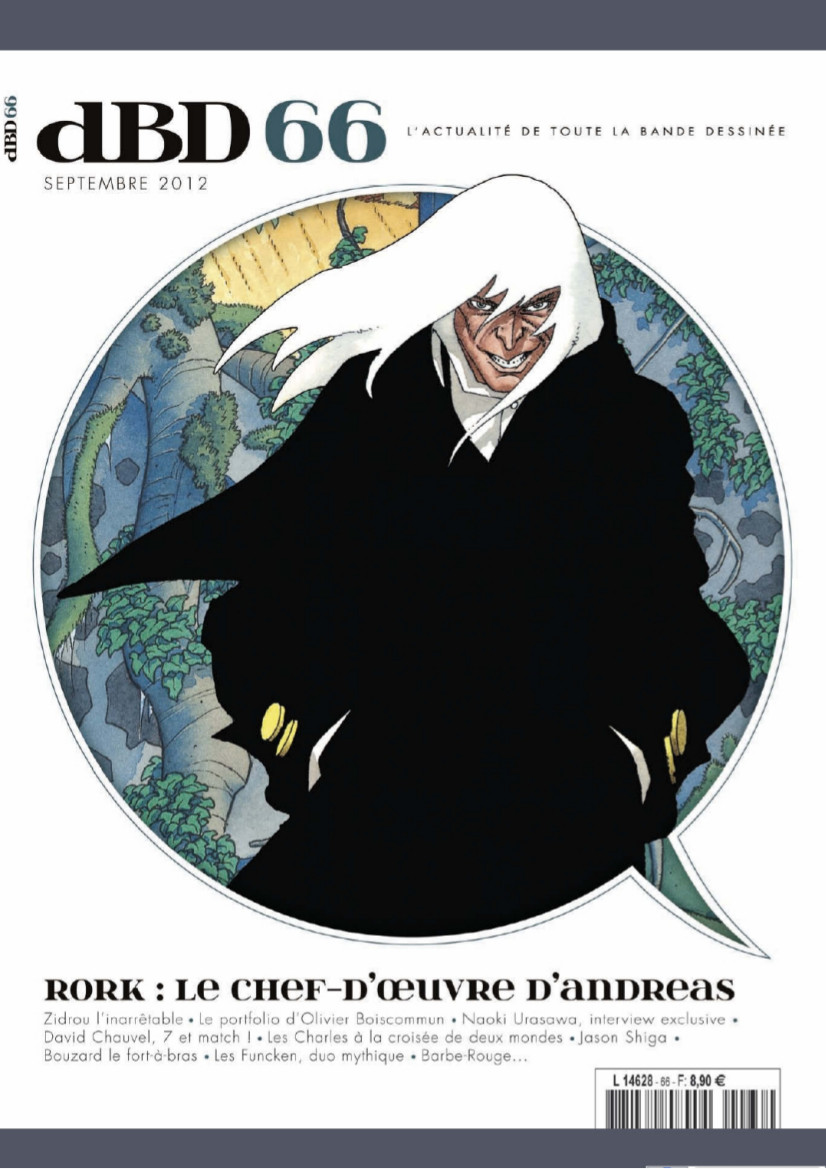 dBD 66
dBD 66
L'ACTUALITÉ DE TOUTE LA BANDE DESSINÉE
SEPTEMBRE 2012
RORK : Le CHEF-D'ŒUVRE D'ANDREAS
Zidrou l'inarrêtable • Le portfolio d'Olivier Boiscommun • Naoki Urasawa, interview exclusive •
David Chauvel, 7 et match ! • Les Charles à la croisée de deux mondes • Jason Shiga •
Bouzard le fort-à-bras • Les Funcken, duo mythique • Barbe-Rouge...
L 14628 - 66 - F: 8,90 €